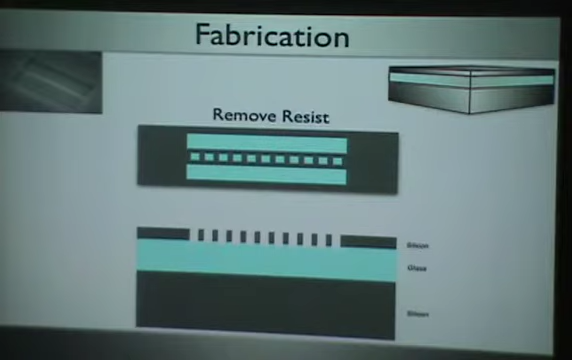 Fabrication
Remove Resist
Silicon
Glass
Silicon